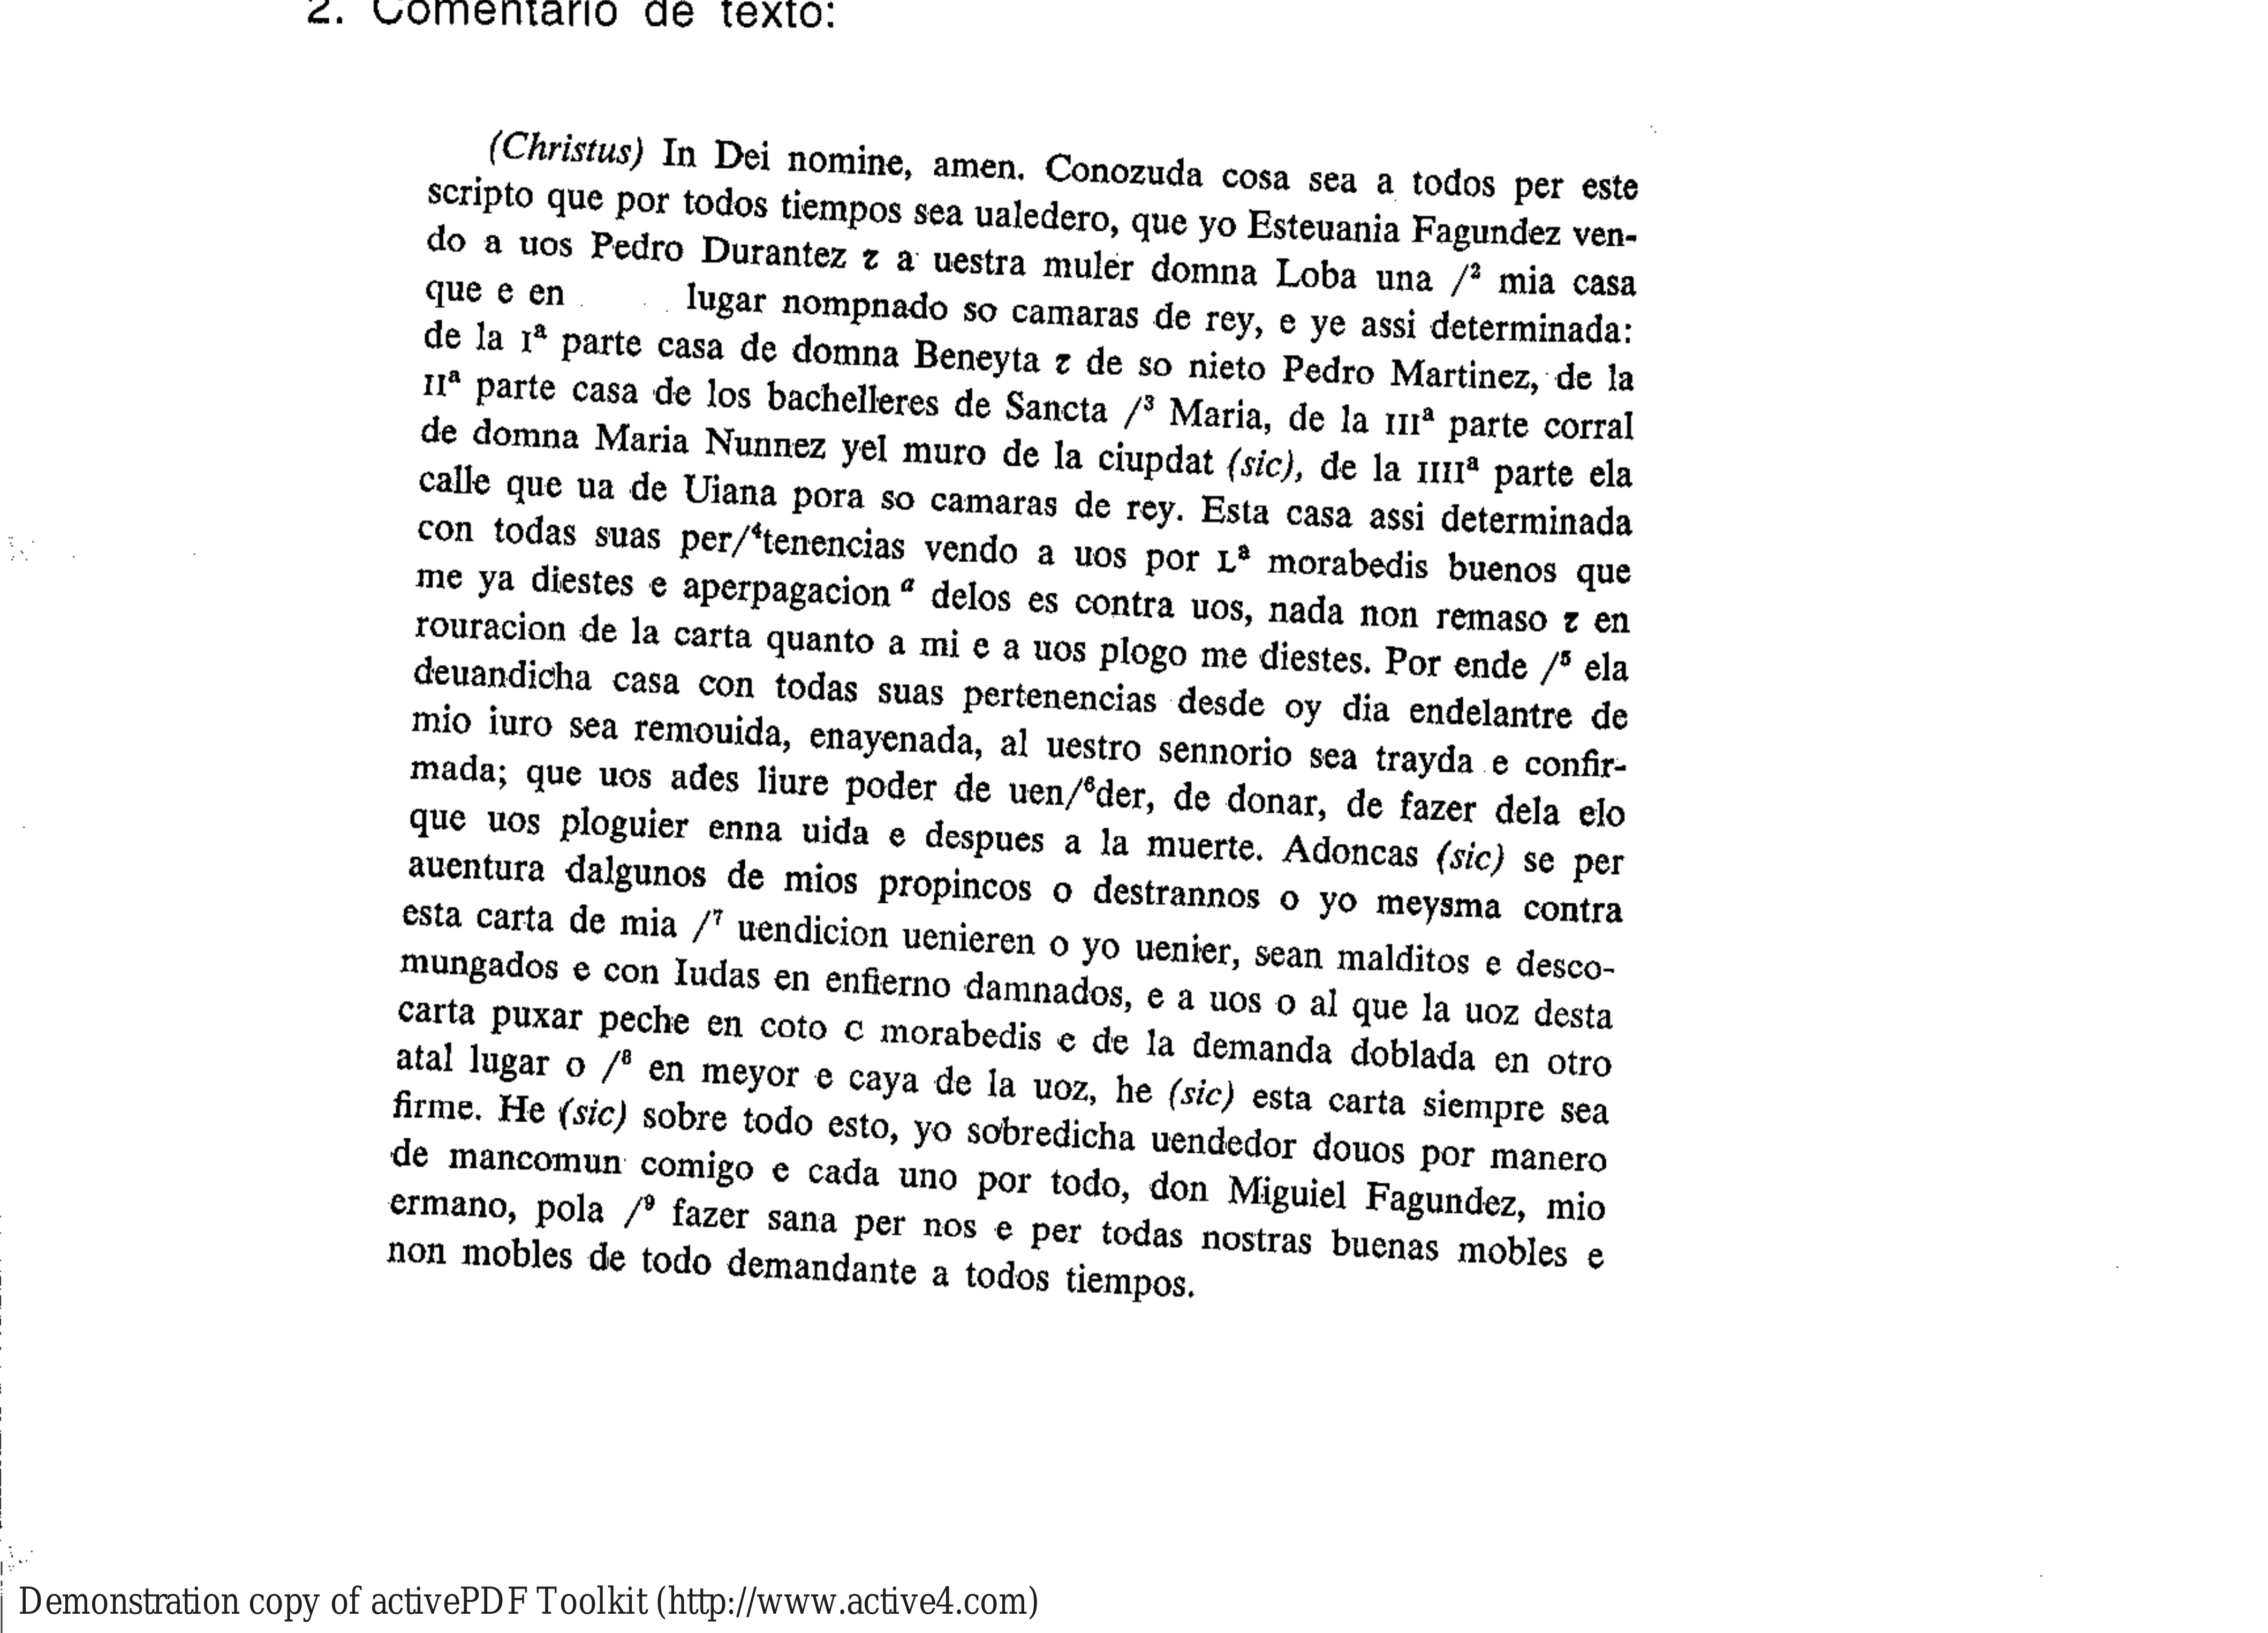 2. Comentario de texto:
(Christus) In Dei nomine, amen. Conozuda cosa sea a todos per este
scripto que por todos tiempos sea ualedero, que yo Esteuania Fagundez ven-
do a uos Pedro Durantez τ a uestra muler domna Loba una /² mia casa
que e en lugar nompnado so camaras de rey, e ye assi determinada:
de la Iª parte casa de domna Beneyta τ de so nieto Pedro Martinez, de la
IIª parte casa de los bachelleres de Sancta /³ Maria, de la IIIª parte corral
de domna Maria Nunnez yel muro de la ciupdat (sic), de la IIIIª parte ela
calle que ua de Uiana pora so camaras de rey. Esta casa assi determinada
con todas suas per/⁴tenencias vendo a uos por Lª morabedis buenos que
me ya diestes e aperpagacion ª delos es contra uos, nada non remaso τ en
rouracion de la carta quanto a mi e a uos plogo me diestes. Por ende /⁵ ela
deuandicha casa con todas suas pertenencias desde oy dia endelantre de
mio iuro sea remouida, enayenada, al uestro sennorio sea trayda e confir-
mada; que uos ades liure poder de uen/⁶der, de donar, de fazer dela elo
que uos ploguier enna uida e despues a la muerte. Adoncas (sic) se per
auentura dalgunos de mios propincos o destrannos o yo meysma contra
esta carta de mia /⁷ uendicion uenieren o yo uenier, sean malditos e desco-
mungados e con Iudas en enfierno damnados, e a uos o al que la uoz desta
carta puxar peche en coto C morabedis e de la demanda doblada en otro
atal lugar o /⁸ en meyor e caya de la uoz, he (sic) esta carta siempre sea
firme. He (sic) sobre todo esto, yo sobredicha uendedor douos por manero
de mancomun comigo e cada uno por todo, don Miguiel Fagundez, mio
ermano, pola /⁹ fazer sana per nos e per todas nostras buenas mobles e
non mobles de todo demandante a todos tiempos.
Demonstration copy of activePDF Toolkit (http://www.active4.com)